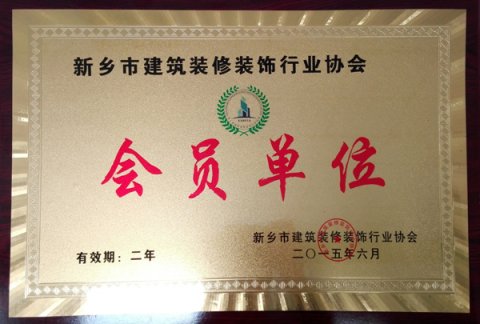 新乡市建筑装修装饰行业协会
会员单位
新乡市建筑装修装饰行业协会
有效期：二年
二〇一五年六月